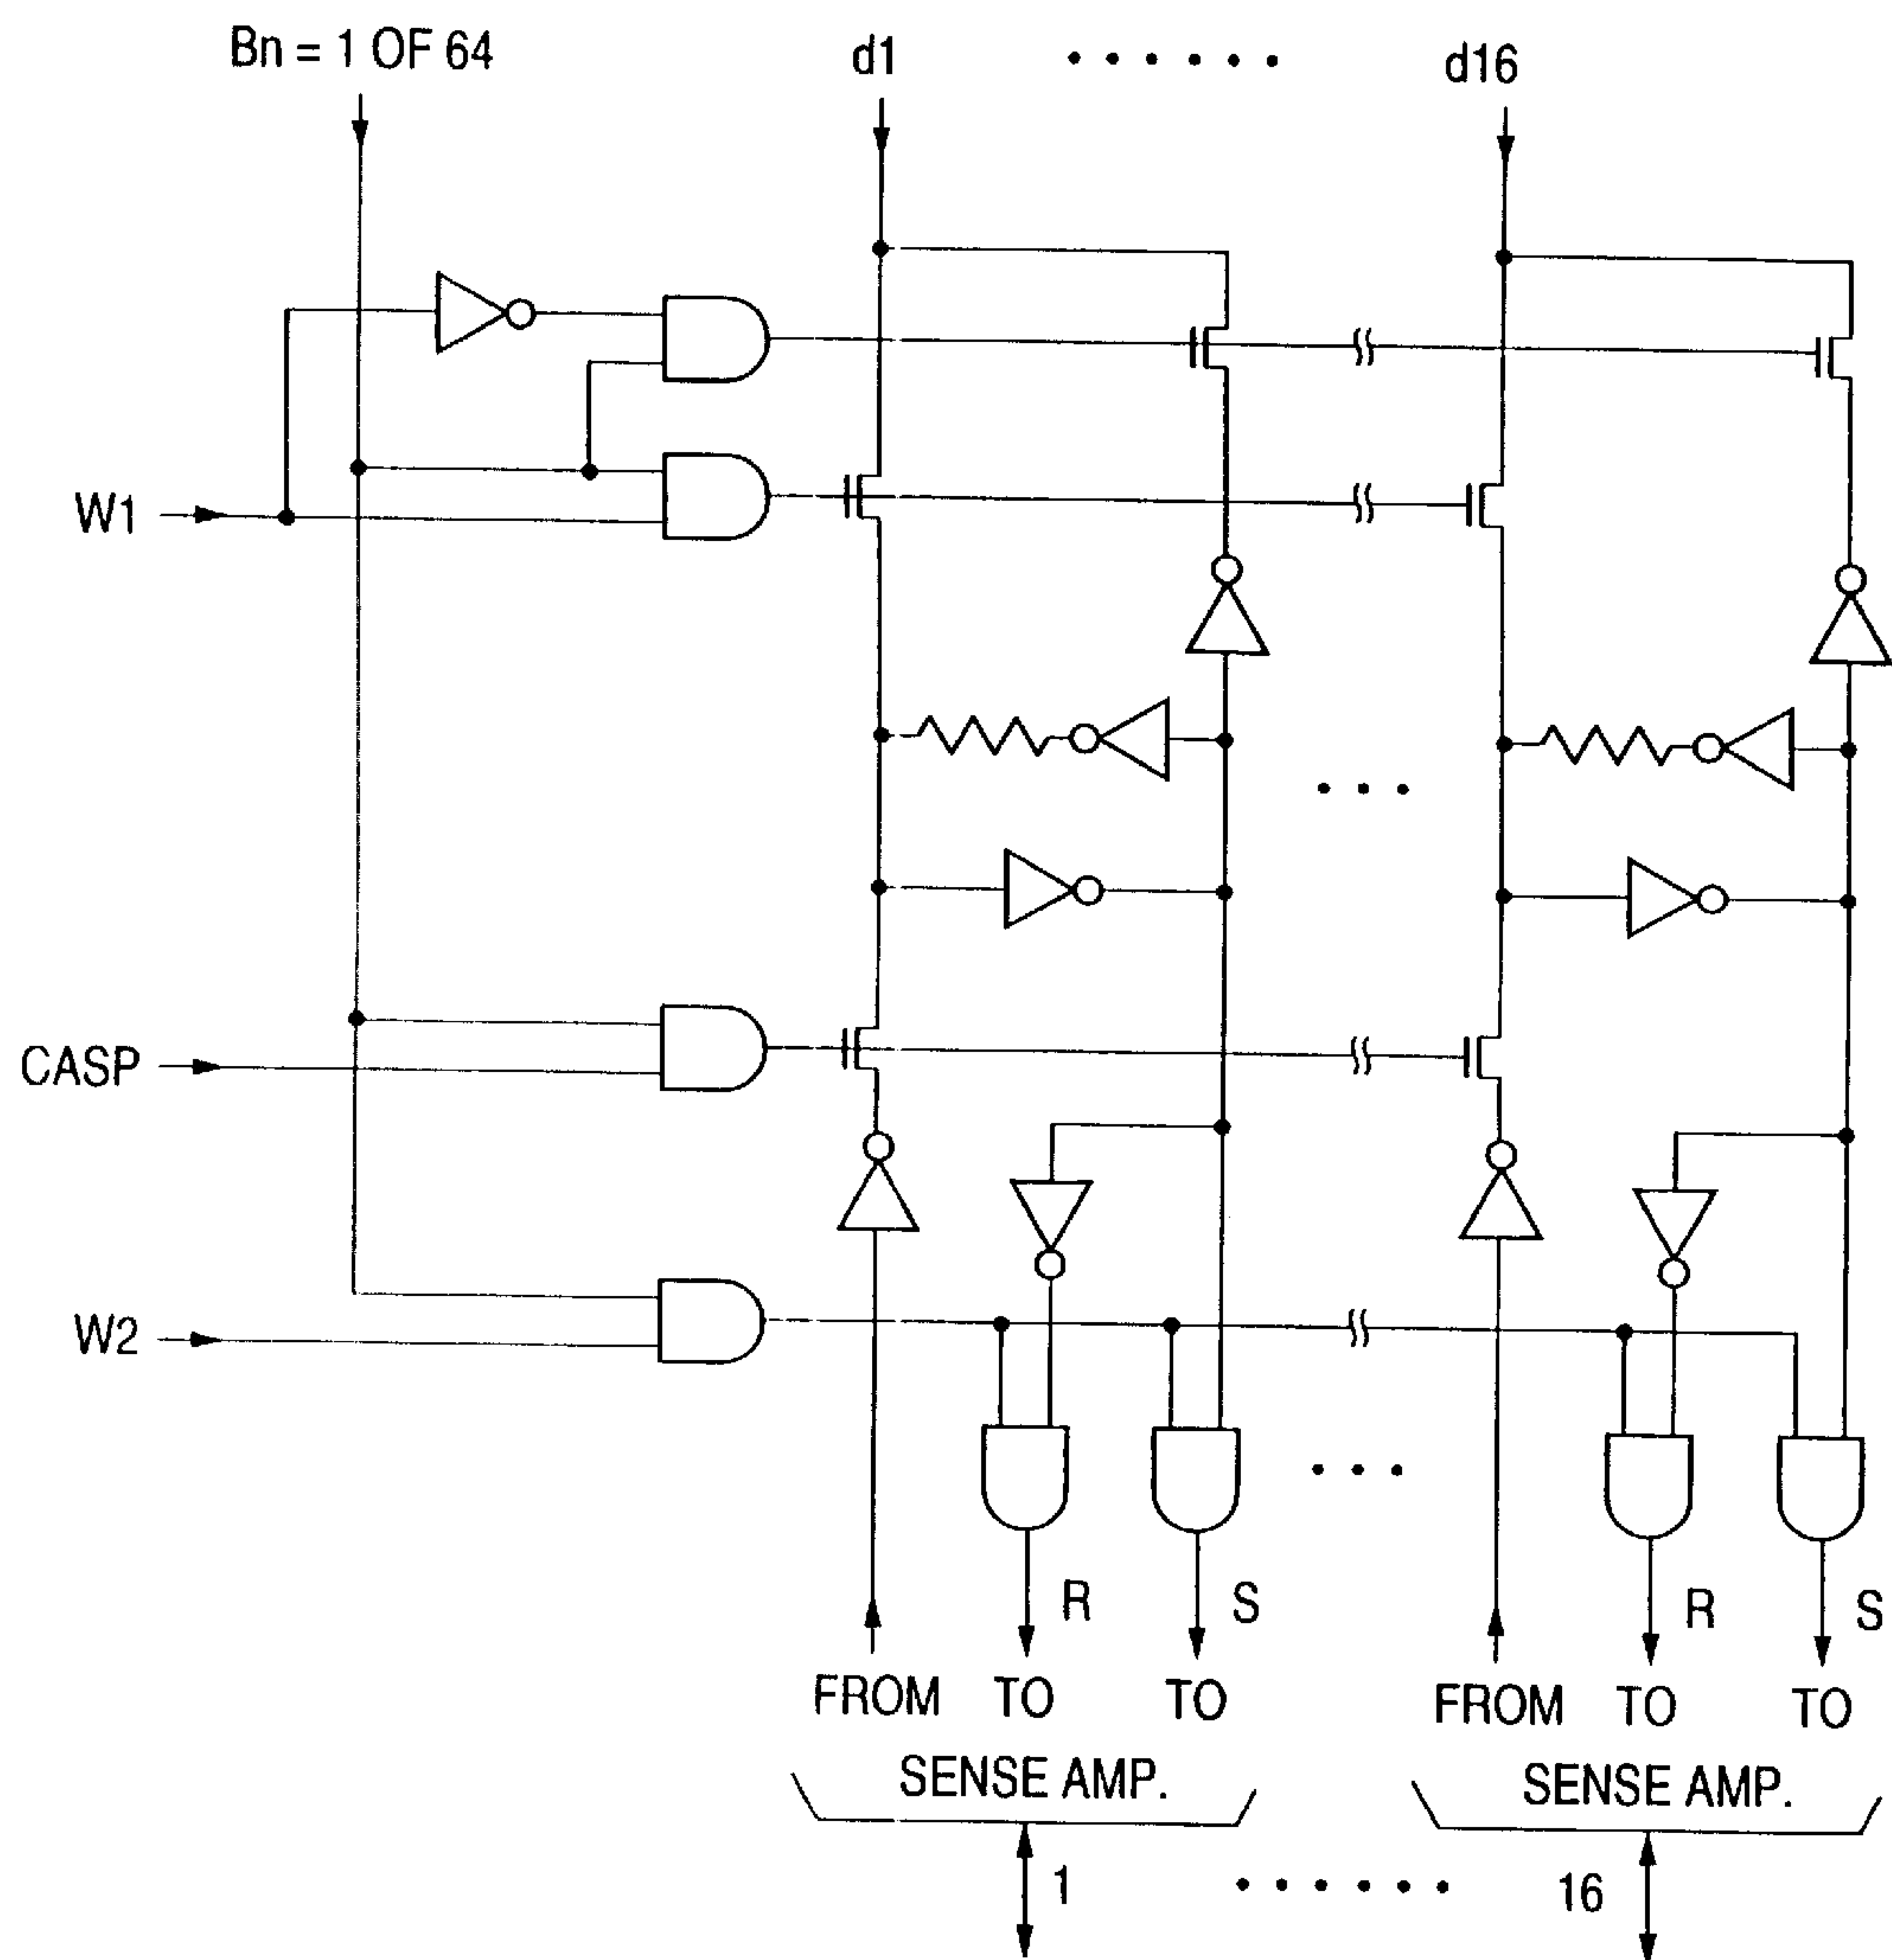 Bn = 1 OF 64
d1
d16
W1
CASP
W2
R
S
R
S
FROM
TO
TO
FROM
TO
TO
SENSE AMP.
SENSE AMP.
1
16